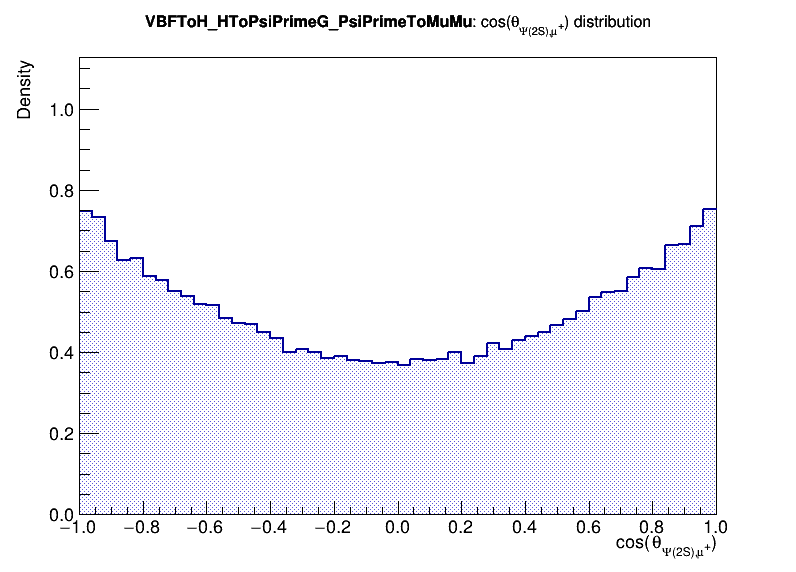 VBFToH_HToPsiPrimeG_PsiPrimeToMuMu: cos(θ_Ψ(2S),μ⁺) distribution
Density
1.0
0.8
0.6
0.4
0.2
0.0
−1.0 −0.8 −0.6 −0.4 −0.2 0.0 0.2 0.4 0.6 0.8 1.0
cos(θ_Ψ(2S),μ⁺)